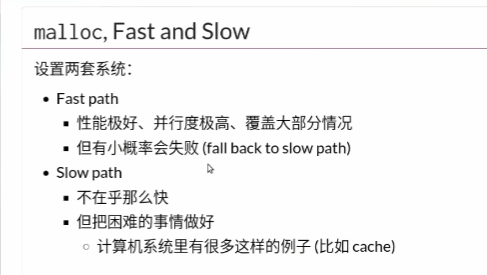 malloc, Fast and Slow
设置两套系统：
• Fast path
▪ 性能极好、并行度极高、覆盖大部分情况
▪ 但有小概率会失败 (fall back to slow path)
• Slow path
▪ 不在乎那么快
▪ 但把困难的事情做好
○ 计算机系统里有很多这样的例子 (比如 cache)